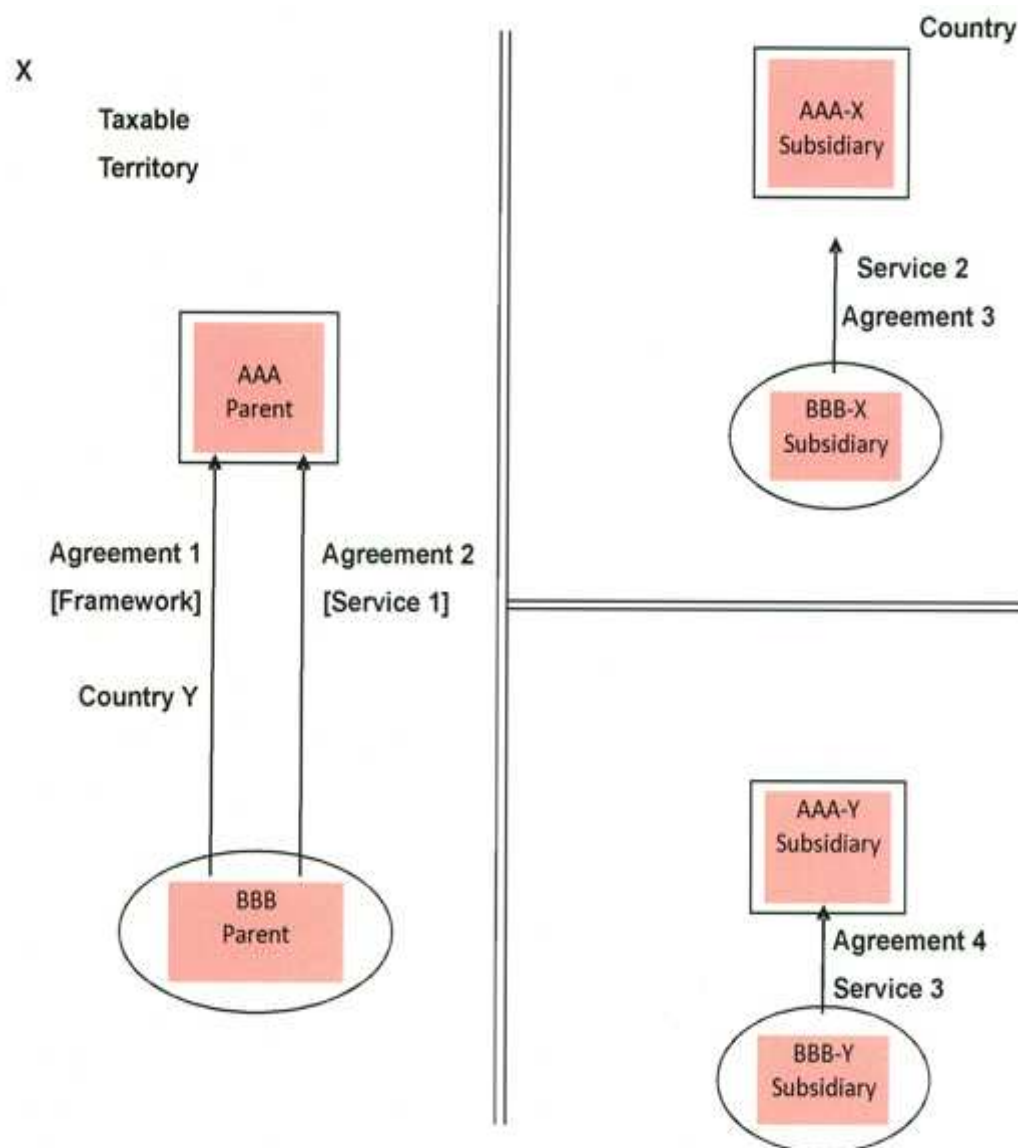 Country
X
Taxable
Territory
AAA-X
Subsidiary
Service 2
Agreement 3
BBB-X
Subsidiary
AAA
Parent
Agreement 1
[Framework]
Agreement 2
[Service 1]
Country Y
BBB
Parent
AAA-Y
Subsidiary
Agreement 4
Service 3
BBB-Y
Subsidiary